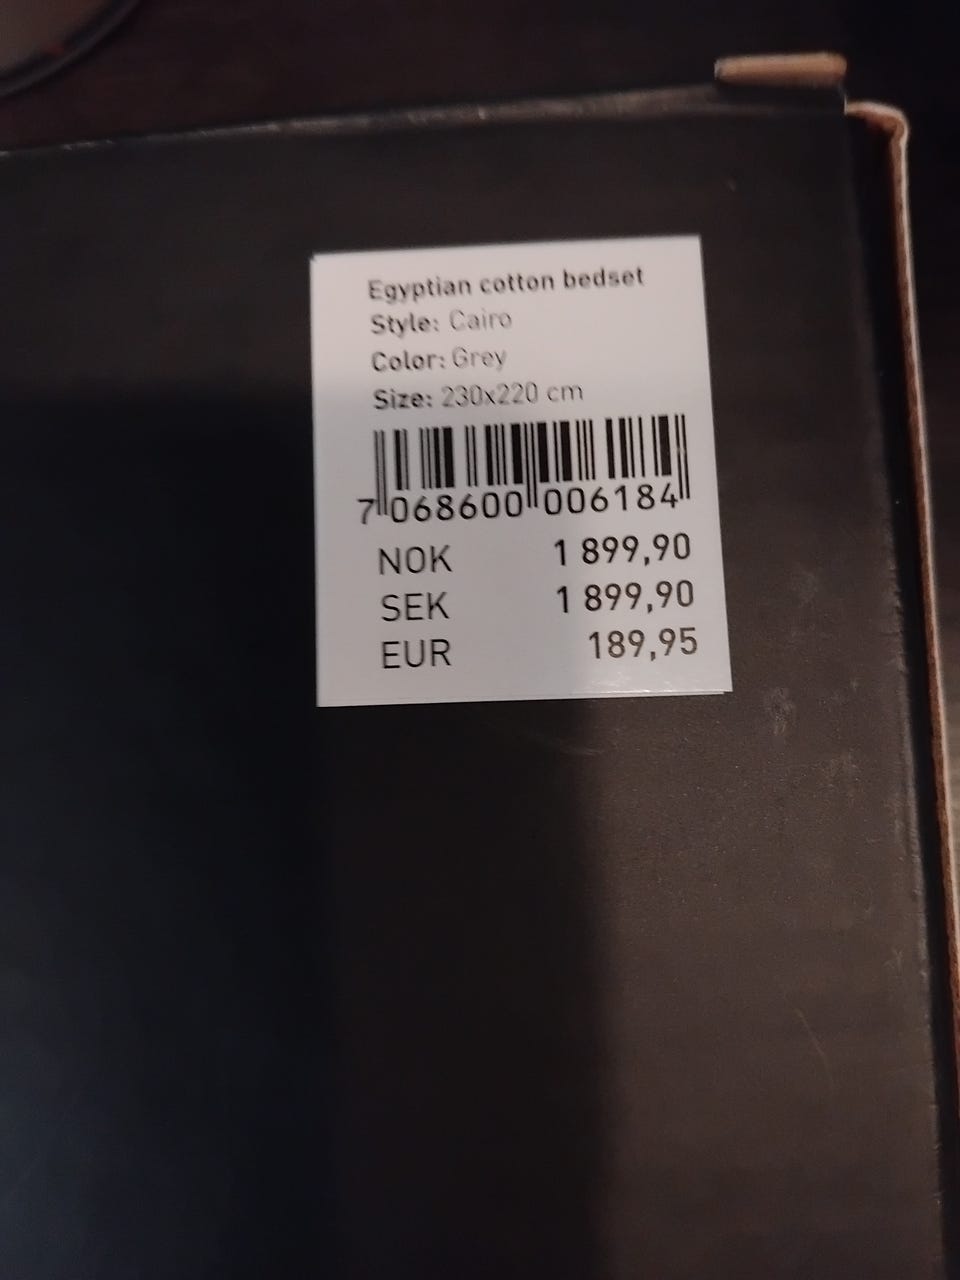 Egyptian cotton bedset
Style: Cairo
Color: Grey
Size: 230x220 cm
7 068600 006184
NOK 1 899,90
SEK 1 899,90
EUR 189,95